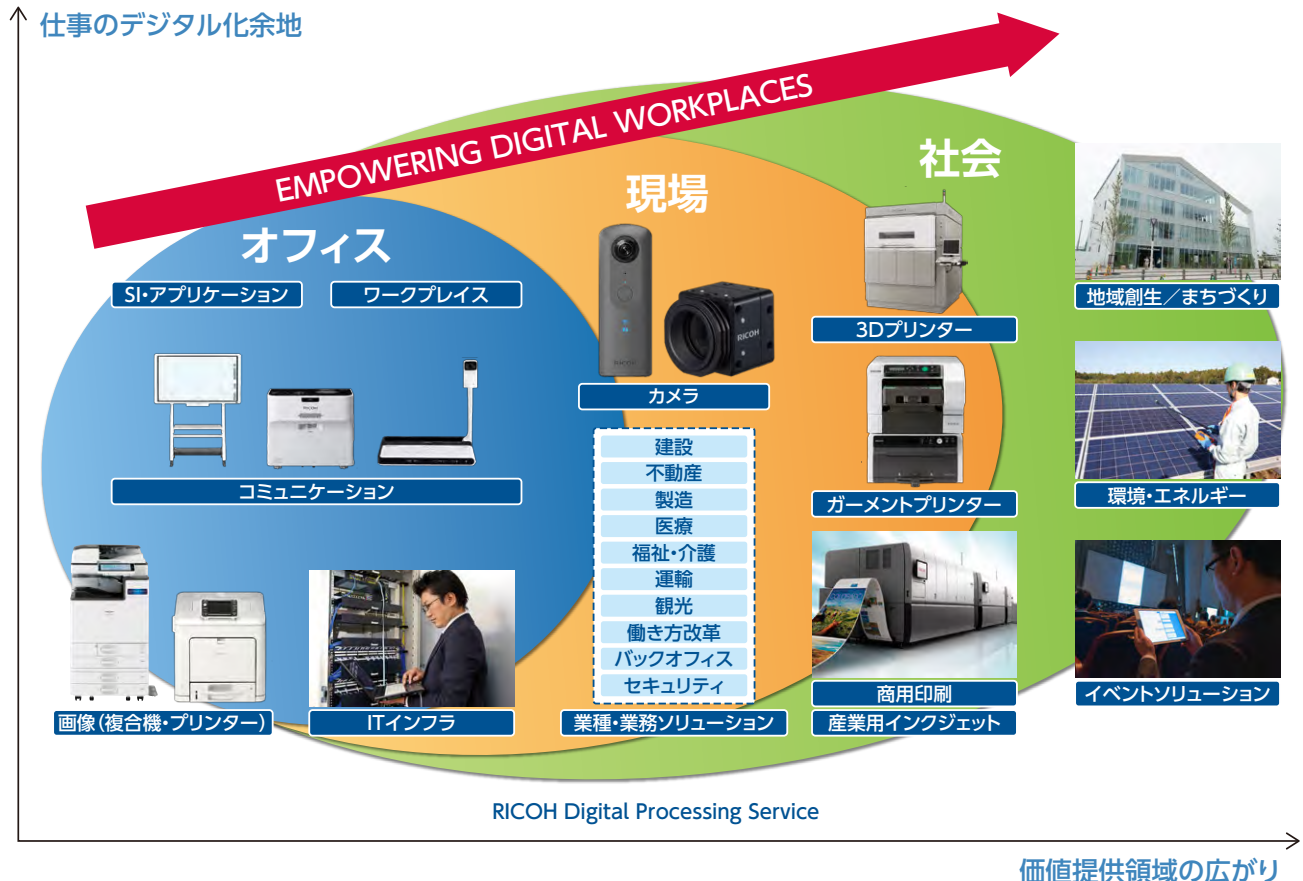 仕事のデジタル化余地
EMPOWERING DIGITAL WORKPLACES
社会
現場
オフィス
SI・アプリケーション
ワークプレイス
コミュニケーション
画像（複合機・プリンター）
ITインフラ
RICOH
カメラ
建設
不動産
製造
医療
福祉・介護
運輸
観光
働き方改革
バックオフィス
セキュリティ
業種・業務ソリューション
3Dプリンター
ガーメントプリンター
商用印刷
産業用インクジェット
地域創生／まちづくり
環境・エネルギー
イベントソリューション
RICOH Digital Processing Service
価値提供領域の広がり